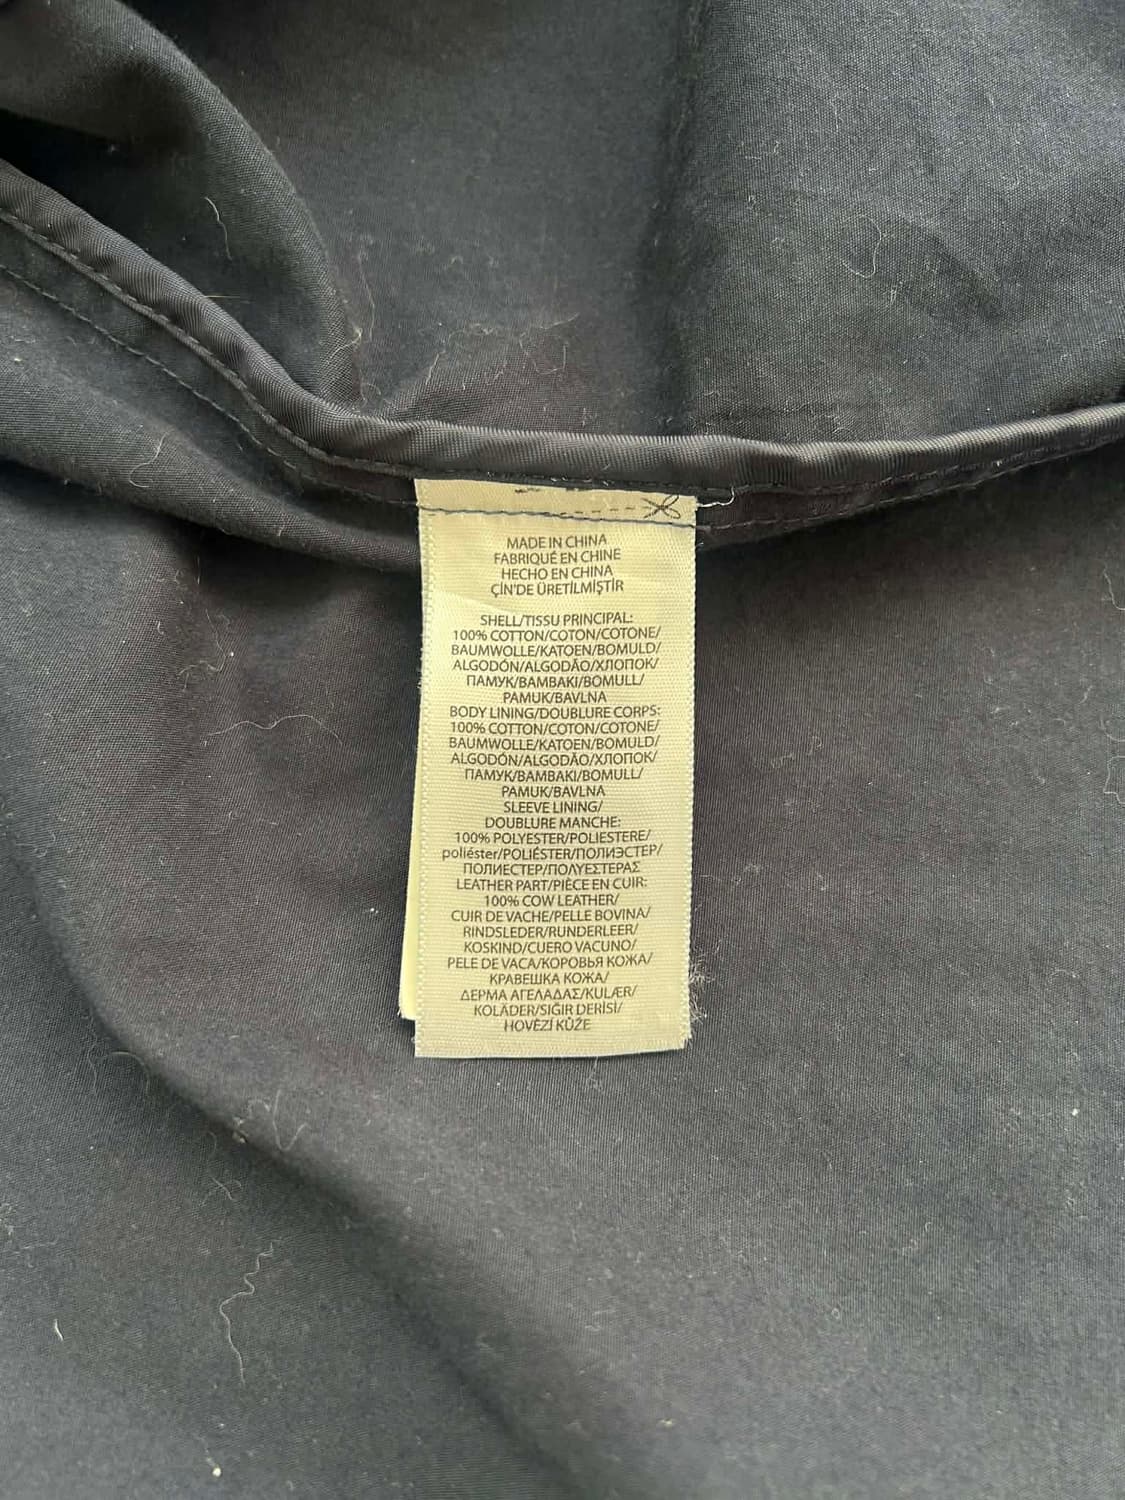 MADE IN CHINA
FABRIQUÉ EN CHINE
HECHO EN CHINA
ÇİN'DE ÜRETİLMİŞTİR
SHELL/TISSU PRINCIPAL:
100% COTTON/COTON/COTONE/
BAUMWOLLE/KATOEN/BOMULD/
ALGODÓN/ALGODÃO/ХЛОПОК/
ПАМУК/ΒΑΜΒΑΚΙ/BOMULL/
PAMUK/BAVLNA
BODY LINING/DOUBLURE CORPS:
100% COTTON/COTON/COTONE/
BAUMWOLLE/KATOEN/BOMULD/
ALGODÓN/ALGODÃO/ХЛОПОК/
ПАМУК/ΒΑΜΒΑΚΙ/BOMULL/
PAMUK/BAVLNA
SLEEVE LINING/
DOUBLURE MANCHE:
100% POLYESTER/POLIESTERE/
poliéster/POLIÉSTER/ПОЛИЭСТЕР/
ПОЛИЕСТЕР/ΠΟΛΥΕΣΤΕΡΑΣ
LEATHER PART/PIÈCE EN CUIR:
100% COW LEATHER/
CUIR DE VACHE/PELLE BOVINA/
RINDSLEDER/RUNDERLEER/
KOSKIND/CUERO VACUNO/
PELE DE VACA/КОРОВЬЯ КОЖА/
КРАВЕШКА КОЖА/
ΔΕΡΜΑ ΑΓΕΛΑΔΑΣ/KULÆR/
KOLÄDER/SIĞIR DERİSİ/
HOVĚZÍ KŮŽE